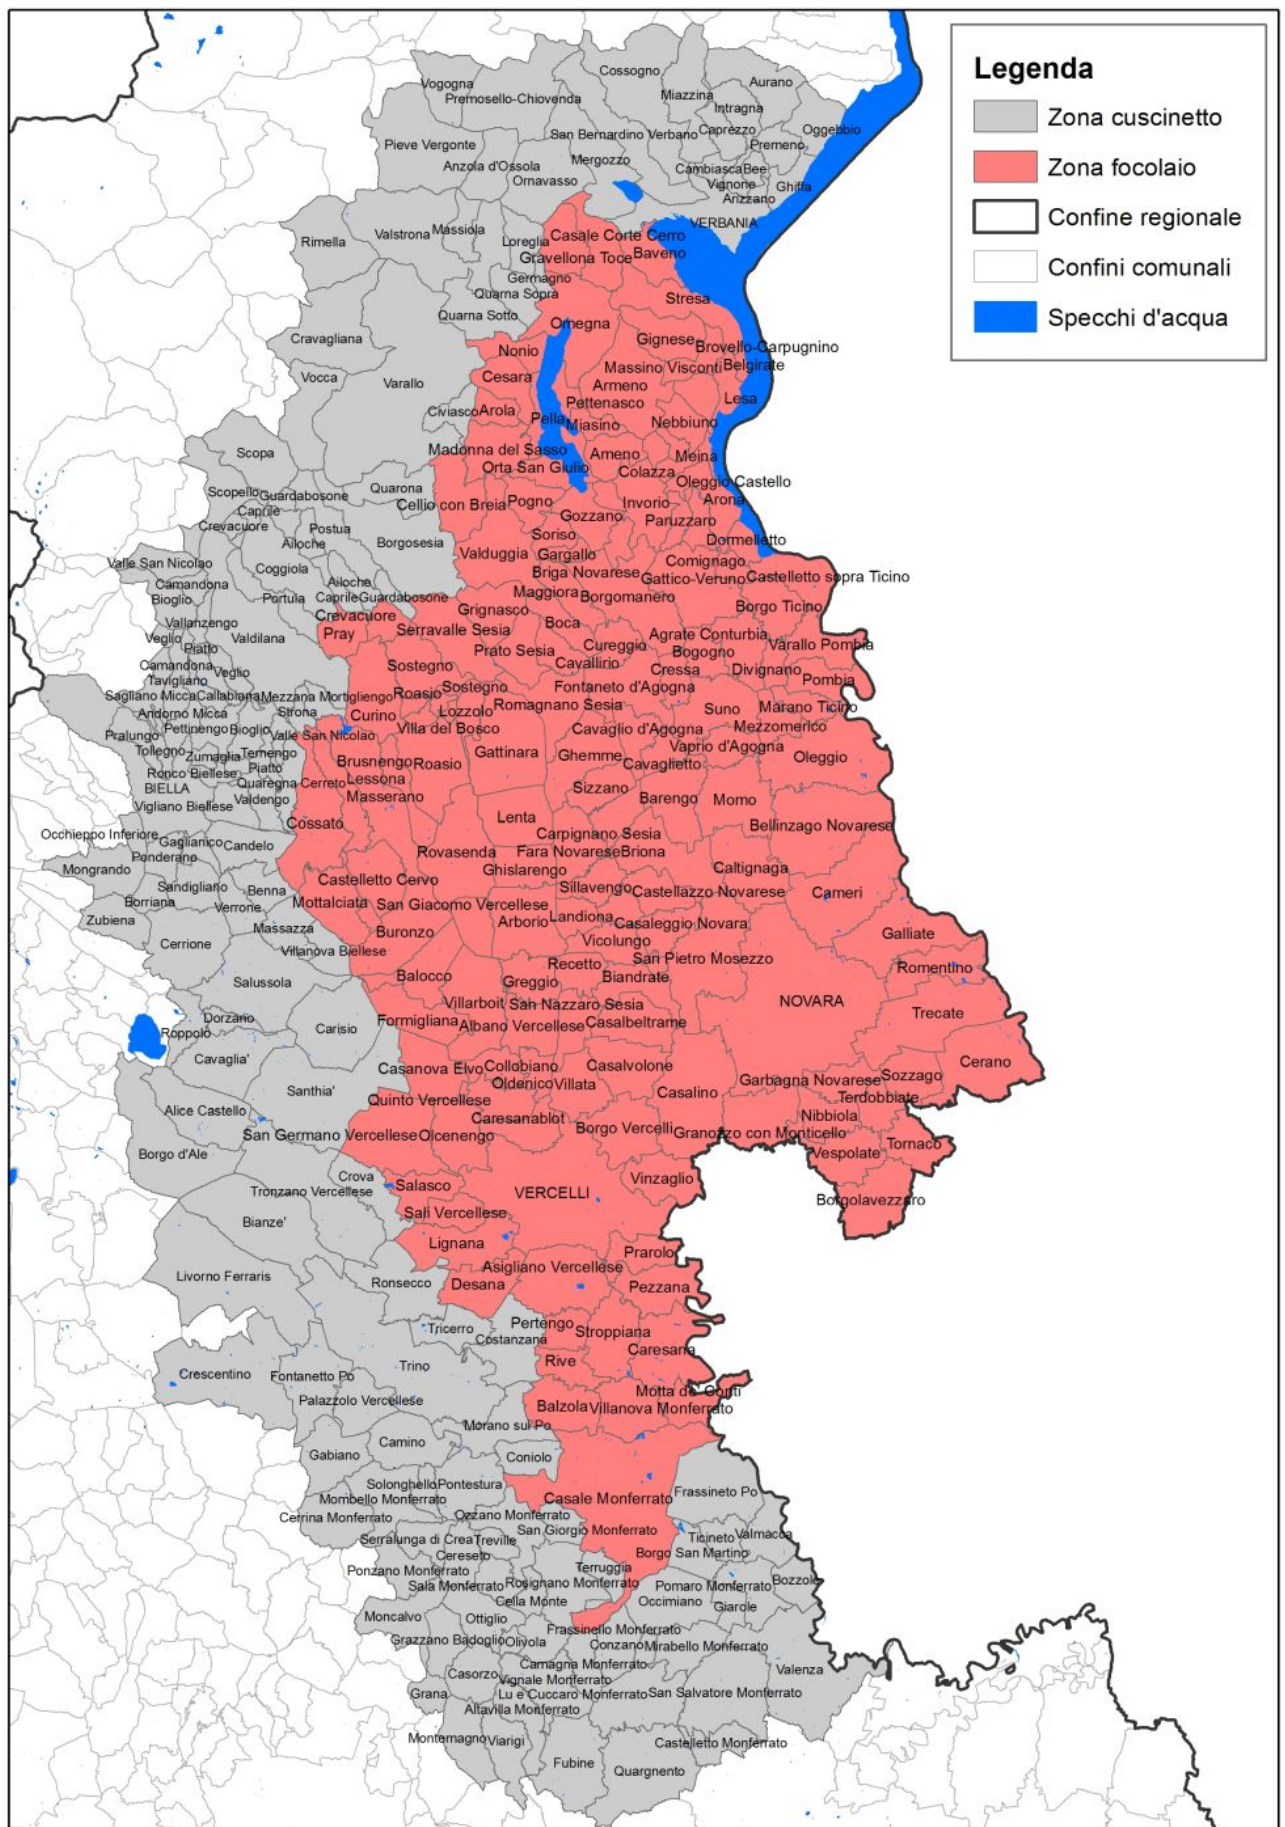 Legenda
Zona cuscinetto
Zona focolaio
Confine regionale
Confini comunali
Specchi d'acqua
Cossogno
Vogogna
Aurano
Miazzina
Premosello-Chiovenda
Intragna
San Bernardino Verbano
Caprezzo
Oggebbio
Pieve Vergonte
Premeno
Mergozzo
Anzola d'Ossola
Cambiasca
Bee
Ornavasso
Vignone
Ghiffa
Arizzano
VERBANIA
Massiola
Valstrona
Casale Corte Cerro
Rimella
Loreglia
Baveno
Gravellona Toce
Germagno
Quarna Sopra
Stresa
Quarna Sotto
Omegna
Cravagliana
Gignese
Brovello-Carpugnino
Nonio
Massino Visconti
Belgirate
Vocca
Cesara
Varallo
Armeno
Lesa
Pettenasco
Civiasco
Arola
Pella
Miasino
Nebbiuno
Madonna del Sasso
Scopa
Ameno
Meina
Orta San Giulio
Colazza
Oleggio Castello
Quarona
Scopello
Guardabosone
Cellio con Breia
Pogno
Invorio
Arona
Caprile
Gozzano
Paruzzaro
Crevacuore
Postua
Soriso
Dormelletto
Ailoche
Borgosesia
Valduggia
Gargallo
Comignago
Valle San Nicolao
Coggiola
Briga Novarese
Gattico-Veruno
Castelletto sopra Ticino
Camandona
Ailoche
Maggiora
Borgomanero
Bioglio
Portula
Caprile
Guardabosone
Borgo Ticino
Crevacuore
Grignasco
Vallanzengo
Boca
Pray
Serravalle Sesia
Veglio
Valdilana
Agrate Conturbia
Varallo Pombia
Piatto
Prato Sesia
Cureggio
Bogogno
Camandona
Veglio
Sostegno
Cavallirio
Cressa
Divignano
Tavigliano
Pombia
Sagliano Micca
Callabiana
Mezzana Mortigliengo
Roasio
Sostegno
Fontaneto d'Agogna
Andorno Micca
Strona
Curino
Lozzolo
Romagnano Sesia
Suno
Marano Ticino
Pralungo
Pettinengo
Bioglio
Valle San Nicolao
Villa del Bosco
Cavaglio d'Agogna
Mezzomerico
Tollegno
Zumaglia
Ternengo
Brusnengo
Roasio
Gattinara
Ghemme
Vaprio d'Agogna
Cavaglietto
Oleggio
Ronco Biellese
Piatto
Lessona
BIELLA
Quaregna Cerreto
Masserano
Sizzano
Barengo
Momo
Vigliano Biellese
Valdengo
Cossato
Lenta
Bellinzago Novarese
Occhieppo Inferiore
Gaglianico
Candelo
Carpignano Sesia
Ponderano
Rovasenda
Fara Novarese
Briona
Mongrando
Ghislarengo
Caltignaga
Sandigliano
Benna
Castelletto Cervo
Sillavengo
Castellazzo Novarese
Cameri
Borriana
Verrone
Mottalciata
San Giacomo Vercellese
Zubiena
Massazza
Arborio
Landiona
Casaleggio Novara
Cerrione
Buronzo
Vicolungo
Galliate
Villanova Biellese
San Pietro Mosezzo
Salussola
Balocco
Recetto
Biandrate
Romentino
Greggio
Villarboit
San Nazzaro Sesia
NOVARA
Dorzano
Trecate
Roppolo
Carisio
Formigliana
Albano Vercellese
Casalbeltrame
Cavaglia'
Casanova Elvo
Collobiano
Casalvolone
Cerano
Santhia'
Oldenico
Villata
Garbagna Novarese
Sozzago
Quinto Vercellese
Casalino
Terdobbiate
Alice Castello
Caresanablot
Nibbiola
San Germano Vercellese
Olcenengo
Borgo Vercelli
Granozzo con Monticello
Tornaco
Borgo d'Ale
Vespolate
Crova
Salasco
VERCELLI
Vinzaglio
Tronzano Vercellese
Borgolavezzaro
Bianze'
Sali Vercellese
Lignana
Prarolo
Livorno Ferraris
Ronsecco
Asigliano Vercellese
Desana
Pezzana
Tricerro
Pertengo
Stroppiana
Costanzana
Caresana
Crescentino
Fontanetto Po
Trino
Rive
Motta de' Conti
Palazzolo Vercellese
Balzola
Villanova Monferrato
Morano sul Po
Gabiano
Camino
Coniolo
Solonghello
Pontestura
Frassineto Po
Mombello Monferrato
Casale Monferrato
Cerrina Monferrato
Ozzano Monferrato
San Giorgio Monferrato
Ticineto
Valmacca
Serralunga di Crea
Treville
Cereseto
Borgo San Martino
Ponzano Monferrato
Terruggia
Sala Monferrato
Rosignano Monferrato
Pomaro Monferrato
Bozzole
Cella Monte
Occimiano
Giarole
Moncalvo
Ottiglio
Frassinello Monferrato
Grazzano Badoglio
Olivola
Conzano
Mirabello Monferrato
Camagna Monferrato
Valenza
Casorzo
Vignale Monferrato
Grana
Lu e Cuccaro Monferrato
San Salvatore Monferrato
Altavilla Monferrato
Montemagno
Viarigi
Castelletto Monferrato
Fubine
Quargnento